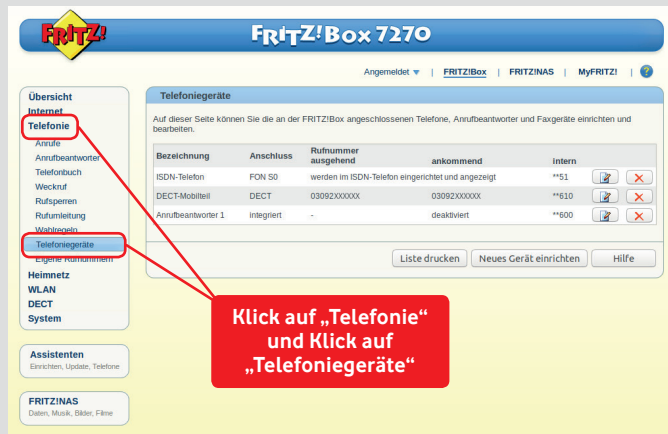 FRITZ!
FRITZ!Box 7270
Angemeldet | FRITZ!Box | FRITZ!NAS | MyFRITZ! | ?
Übersicht
Internet
Telefonie
Anrufe
Anrufbeantworter
Telefonbuch
Weckruf
Rufsperren
Rufumleitung
Wahlregeln
Telefoniegeräte
Eigene Rufnummern
Heimnetz
WLAN
DECT
System
Assistenten
Einrichten, Update, Telefone
FRITZ!NAS
Daten, Musik, Bilder, Filme
Telefoniegeräte
Auf dieser Seite können Sie die an der FRITZ!Box angeschlossenen Telefone, Anrufbeantworter und Faxgeräte einrichten und
bearbeiten.
Bezeichnung Anschluss Rufnummer
ausgehend ankommend intern
ISDN-Telefon FON S0 werden im ISDN-Telefon eingerichtet und angezeigt **51
DECT-Mobilteil DECT 03092XXXXXX 03092XXXXXX **610
Anrufbeantworter 1 integriert - deaktiviert **600
Liste drucken Neues Gerät einrichten Hilfe
Klick auf „Telefonie“
und Klick auf
„Telefoniegeräte“